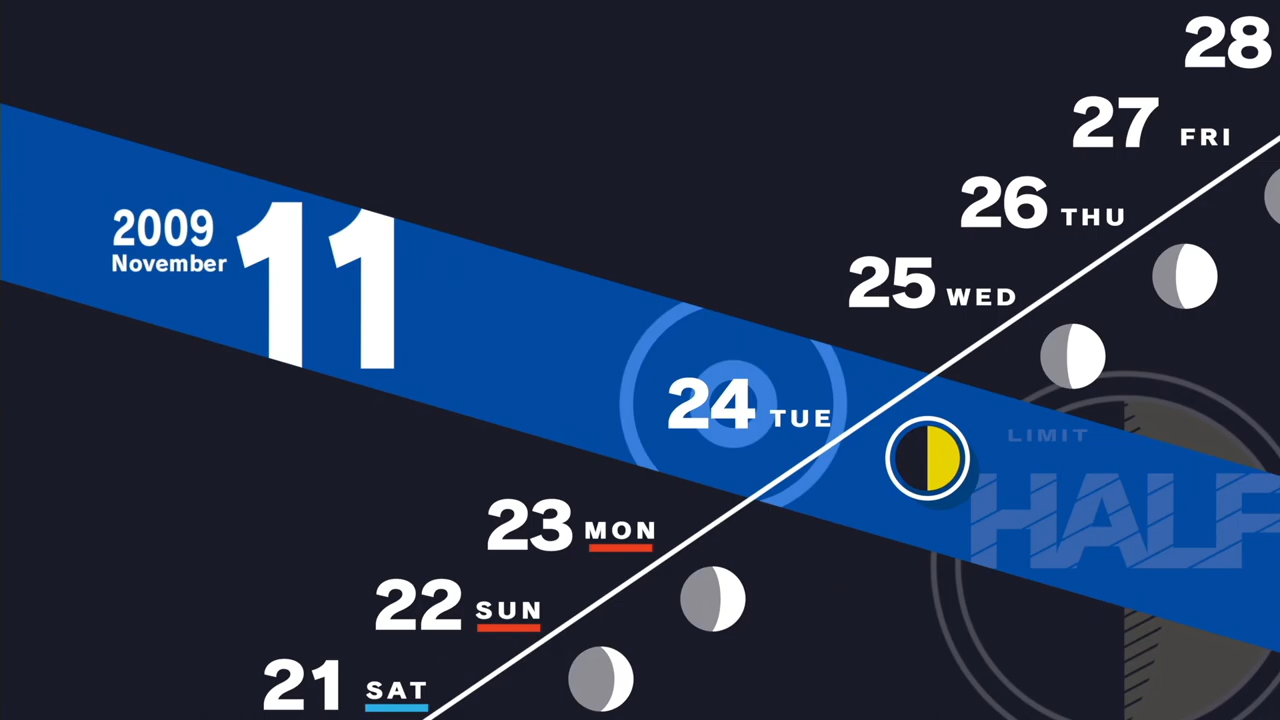 28
27 FRI
26 THU
2009
November
11
25 WED
24 TUE
LIMIT
HALF
23 MON
22 SUN
21 SAT